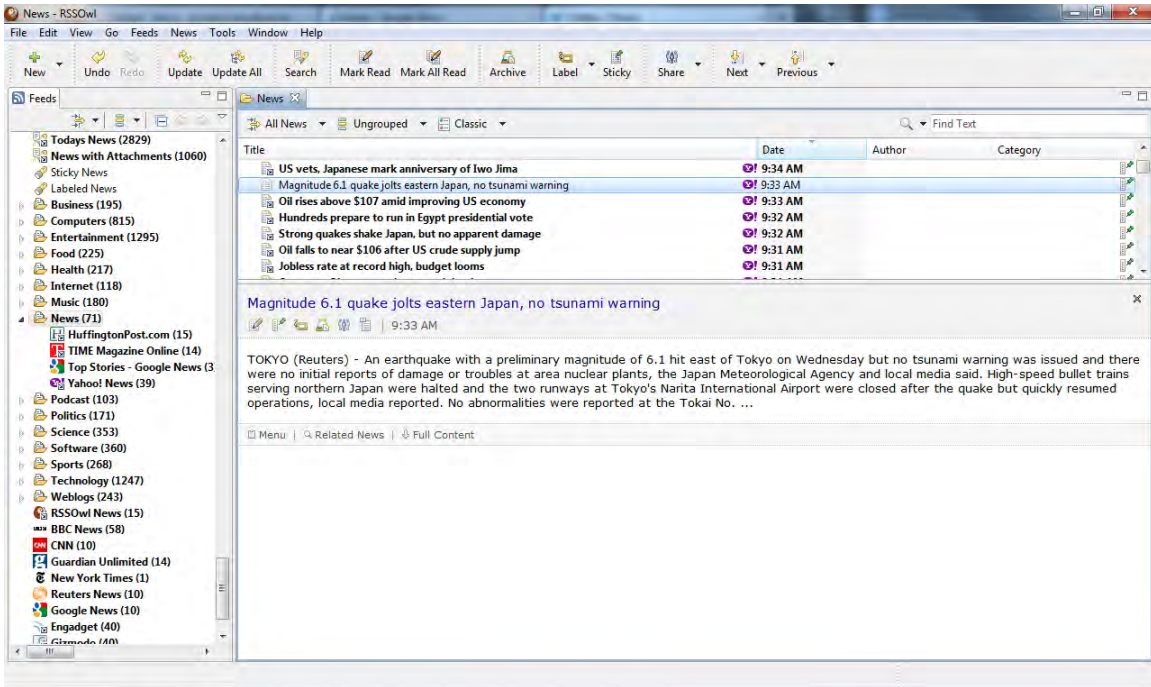 News - RSSOwl
File Edit View Go Feeds News Tools Window Help
New Undo Redo Update Update All Search Mark Read Mark All Read Archive Label Sticky Share Next Previous
Feeds
Todays News (2829)
News with Attachments (1060)
Sticky News
Labeled News
Business (195)
Computers (815)
Entertainment (1295)
Food (225)
Health (217)
Internet (118)
Music (180)
News (71)
HuffingtonPost.com (15)
TIME Magazine Online (14)
Top Stories - Google News (3
Yahoo! News (39)
Podcast (103)
Politics (171)
Science (353)
Software (360)
Sports (268)
Technology (1247)
Weblogs (243)
RSSOwl News (15)
BBC News (58)
CNN (10)
Guardian Unlimited (14)
New York Times (1)
Reuters News (10)
Google News (10)
Engadget (40)
Gizmodo (40)
News
All News Ungrouped Classic Find Text
Title Date Author Category
US vets, Japanese mark anniversary of Iwo Jima 9:34 AM
Magnitude 6.1 quake jolts eastern Japan, no tsunami warning 9:33 AM
Oil rises above $107 amid improving US economy 9:33 AM
Hundreds prepare to run in Egypt presidential vote 9:32 AM
Strong quakes shake Japan, but no apparent damage 9:32 AM
Oil falls to near $106 after US crude supply jump 9:31 AM
Jobless rate at record high, budget looms 9:31 AM
Magnitude 6.1 quake jolts eastern Japan, no tsunami warning
9:33 AM
TOKYO (Reuters) - An earthquake with a preliminary magnitude of 6.1 hit east of Tokyo on Wednesday but no tsunami warning was issued and there
were no initial reports of damage or troubles at area nuclear plants, the Japan Meteorological Agency and local media said. High-speed bullet trains
serving northern Japan were halted and the two runways at Tokyo's Narita International Airport were closed after the quake but quickly resumed
operations, local media reported. No abnormalities were reported at the Tokai No. ...
Menu | Related News | Full Content